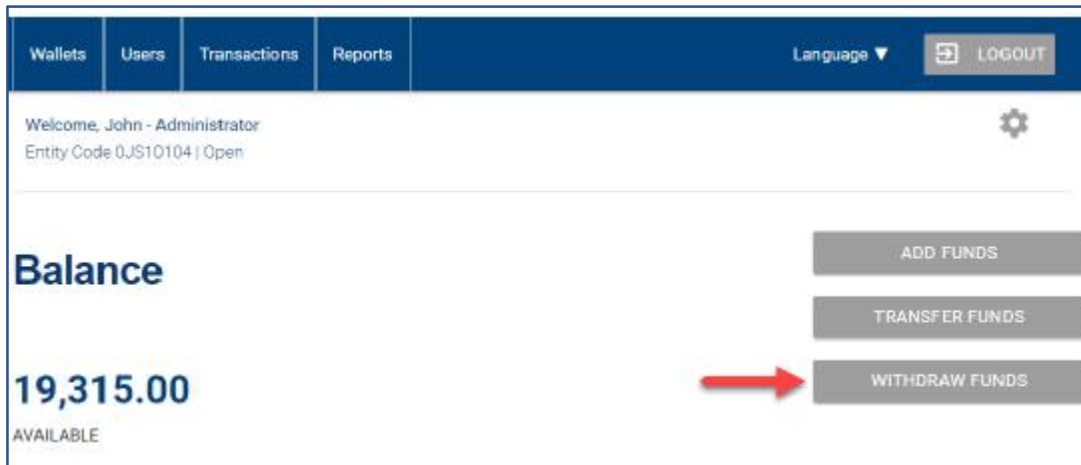 Wallets Users Transactions Reports Language ▼ LOGOUT
Welcome, John - Administrator
Entity Code 0JS10104 | Open
Balance
ADD FUNDS
TRANSFER FUNDS
19,315.00
WITHDRAW FUNDS
AVAILABLE